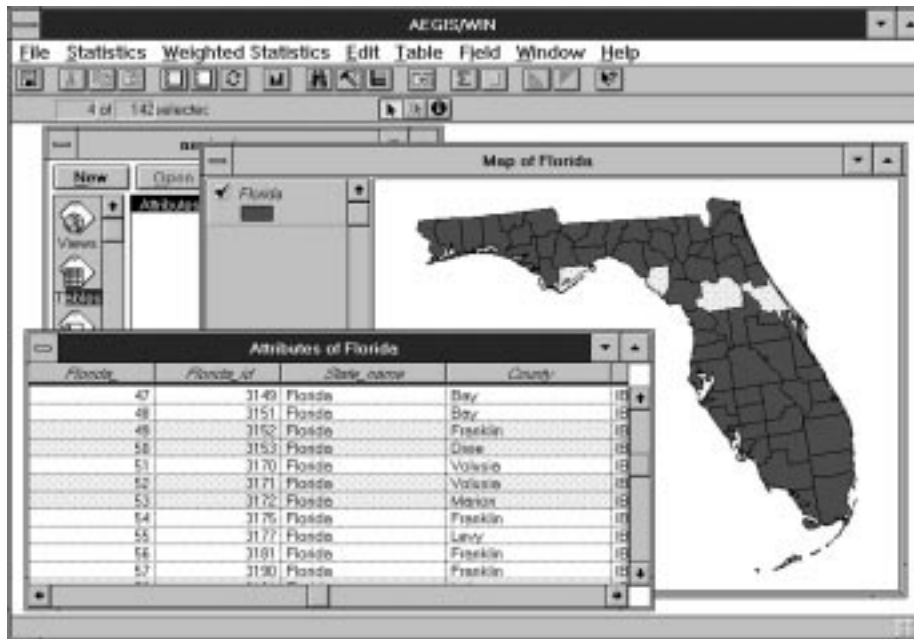 AEGIS/WIN
File Statistics Weighted Statistics Edit Table Field Window Help
4 of 142 selected
Map of Florida
New Open
Florida
Attributes
Views
Tables
Attributes of Florida
Florida_ Florida_id State_name County
47 3149 Florida Bay
48 3151 Florida Bay
49 3152 Florida Franklin
50 3153 Florida Dixie
51 3170 Florida Volusia
52 3171 Florida Volusia
53 3172 Florida Marion
54 3175 Florida Franklin
55 3177 Florida Levy
56 3181 Florida Franklin
57 3190 Florida Franklin